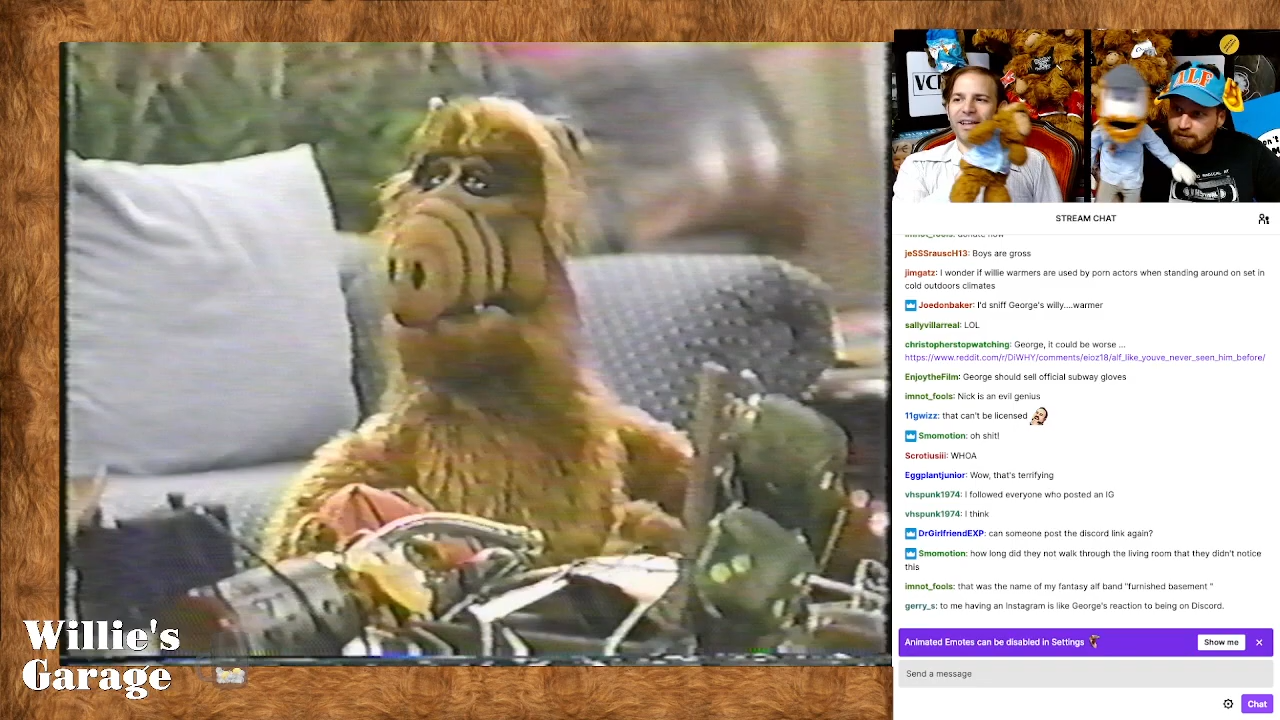 VCR
ALF
STREAM CHAT
imnot_fools: donate now
jeSSSrauscH13: Boys are gross
jimgatz: I wonder if willie warmers are used by porn actors when standing around on set in
cold outdoors climates
Joedonbaker: I'd sniff George's willy....warmer
sallyvillarreal: LOL
christopherstopwatching: George, it could be worse ...
https://www.reddit.com/r/DiWHY/comments/eioz18/alf_like_youve_never_seen_him_before/
EnjoytheFilm: George should sell official subway gloves
imnot_fools: Nick is an evil genius
11gwizz: that can't be licensed
Smomotion: oh shit!
Scrotiusiii: WHOA
Eggplantjunior: Wow, that's terrifying
vhspunk1974: I followed everyone who posted an IG
vhspunk1974: I think
DrGirlfriendEXP: can someone post the discord link again?
Smomotion: how long did they not walk through the living room that they didn't notice
this
imnot_fools: that was the name of my fantasy alf band "furnished basement "
gerry_s: to me having an Instagram is like George's reaction to being on Discord.
Animated Emotes can be disabled in Settings
Show me
Send a message
Chat
Willie's
Garage